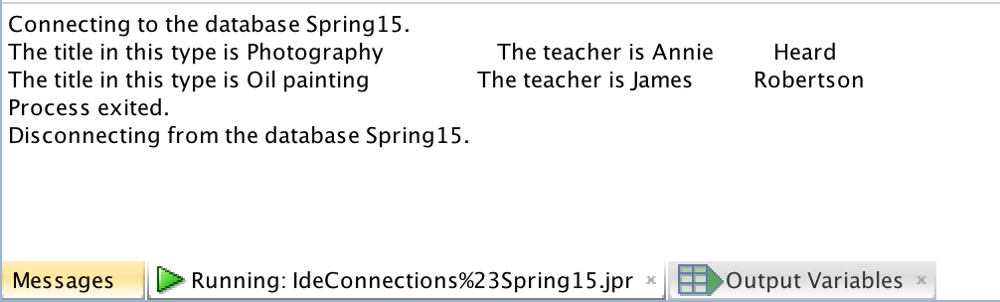 Connecting to the database Spring15.
The title in this type is Photography The teacher is Annie Heard
The title in this type is Oil painting The teacher is James Robertson
Process exited.
Disconnecting from the database Spring15.
Messages Running: IdeConnections%23Spring15.jpr Output Variables